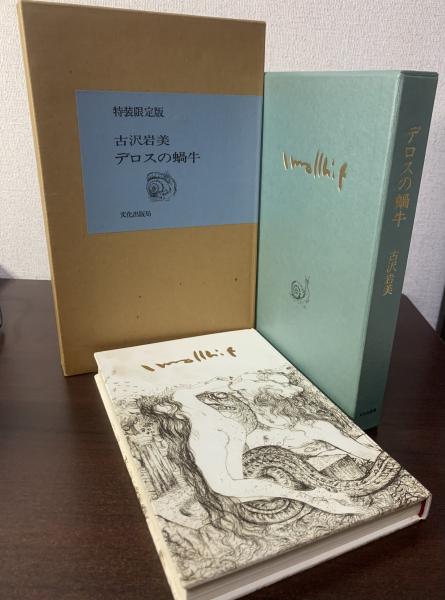 特装限定版
古沢岩美
デロスの蝸牛
文化出版局
デロスの蝸牛
古沢岩美